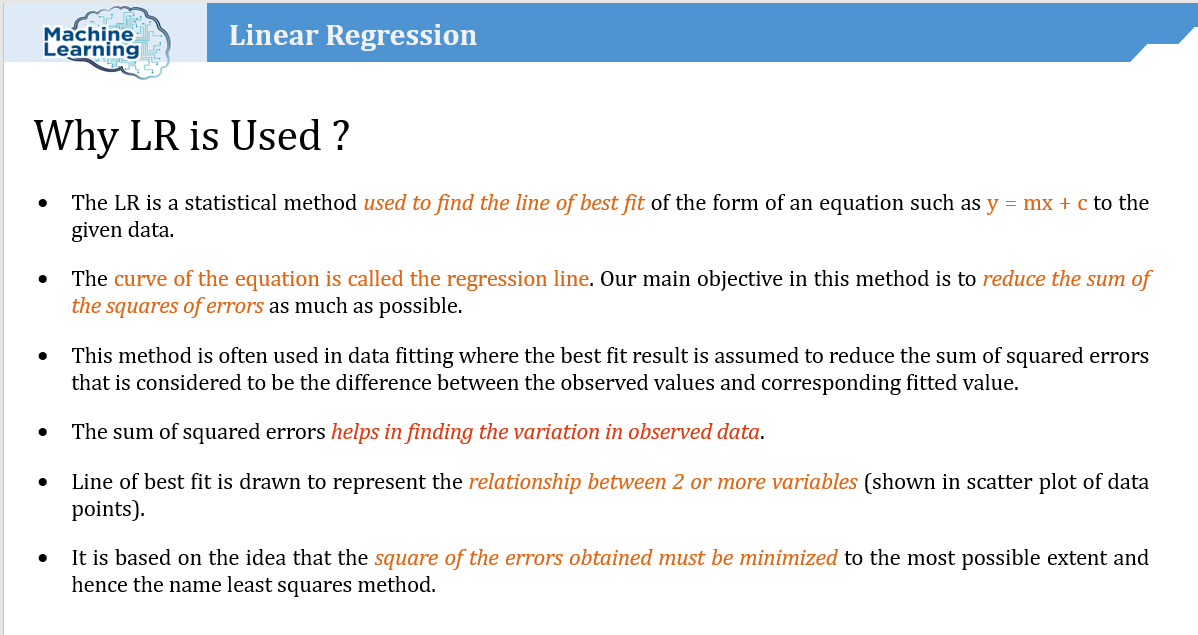 Machine
Learning
Linear Regression
Why LR is Used ?
• The LR is a statistical method used to find the line of best fit of the form of an equation such as y = mx + c to the
given data.
• The curve of the equation is called the regression line. Our main objective in this method is to reduce the sum of
the squares of errors as much as possible.
• This method is often used in data fitting where the best fit result is assumed to reduce the sum of squared errors
that is considered to be the difference between the observed values and corresponding fitted value.
• The sum of squared errors helps in finding the variation in observed data.
• Line of best fit is drawn to represent the relationship between 2 or more variables (shown in scatter plot of data
points).
• It is based on the idea that the square of the errors obtained must be minimized to the most possible extent and
hence the name least squares method.